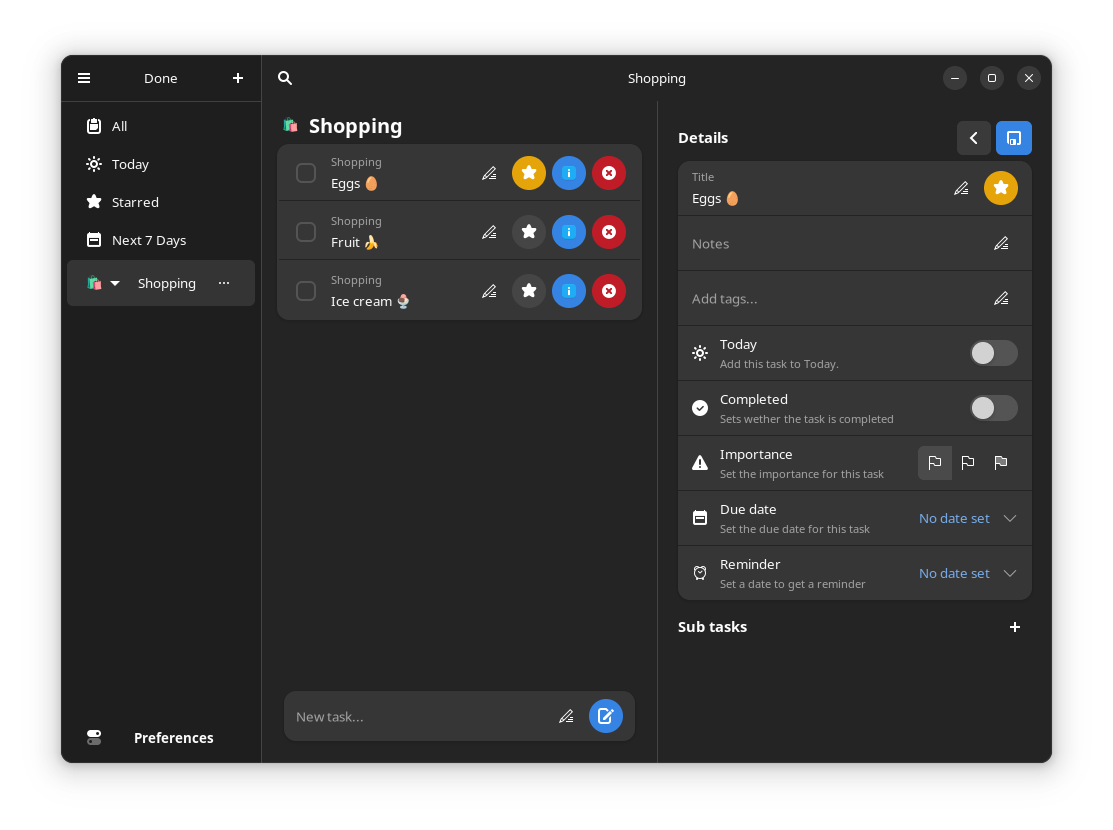 Done
Shopping
All
Today
Starred
Next 7 Days
Shopping
Preferences
Shopping
Shopping
Eggs 🥚
Shopping
Fruit 🍌
Shopping
Ice cream 🍨
New task...
Details
Title
Eggs 🥚
Notes
Add tags...
Today
Add this task to Today.
Completed
Sets wether the task is completed
Importance
Set the importance for this task
Due date
Set the due date for this task
No date set
Reminder
Set a date to get a reminder
No date set
Sub tasks